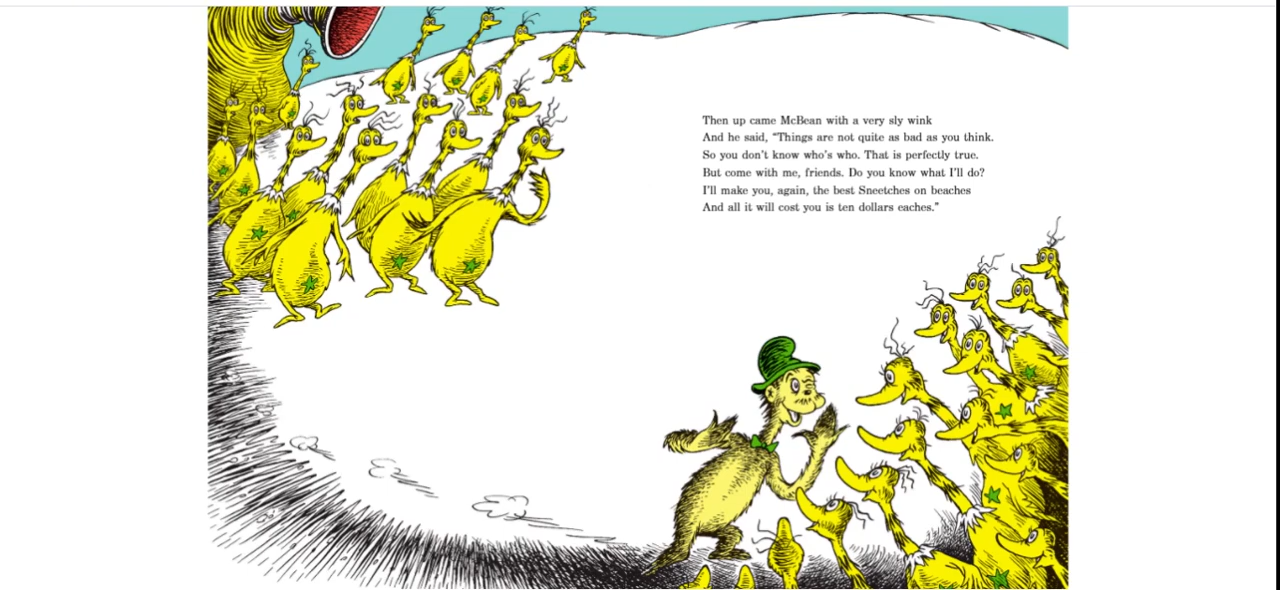 Then up came McBean with a very sly wink
And he said, “Things are not quite as bad as you think.
So you don’t know who’s who. That is perfectly true.
But come with me, friends. Do you know what I’ll do?
I’ll make you, again, the best Sneetches on beaches
And all it will cost you is ten dollars eaches.”